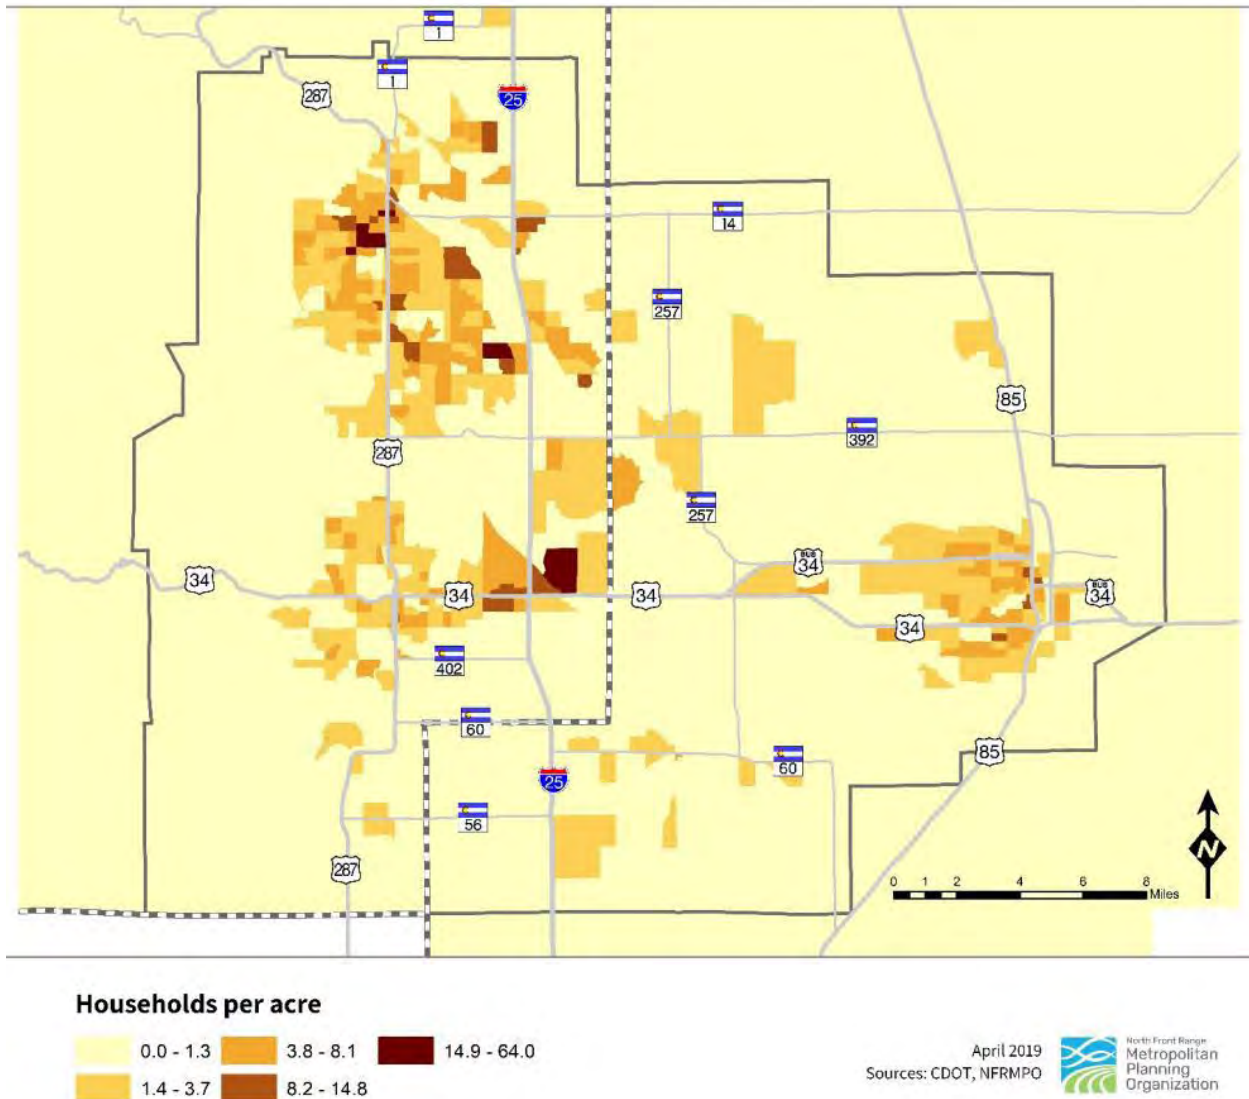 1
1
287
25
14
257
85
392
287
257
BUS
34
34
34
34
BUS
34
34
402
60
85
60
25
56
287
N
0 1 2 4 6 8
Miles
Households per acre
0.0 - 1.3 3.8 - 8.1 14.9 - 64.0
1.4 - 3.7 8.2 - 14.8
April 2019
Sources: CDOT, NFRMPO
North Front Range
Metropolitan
Planning
Organization